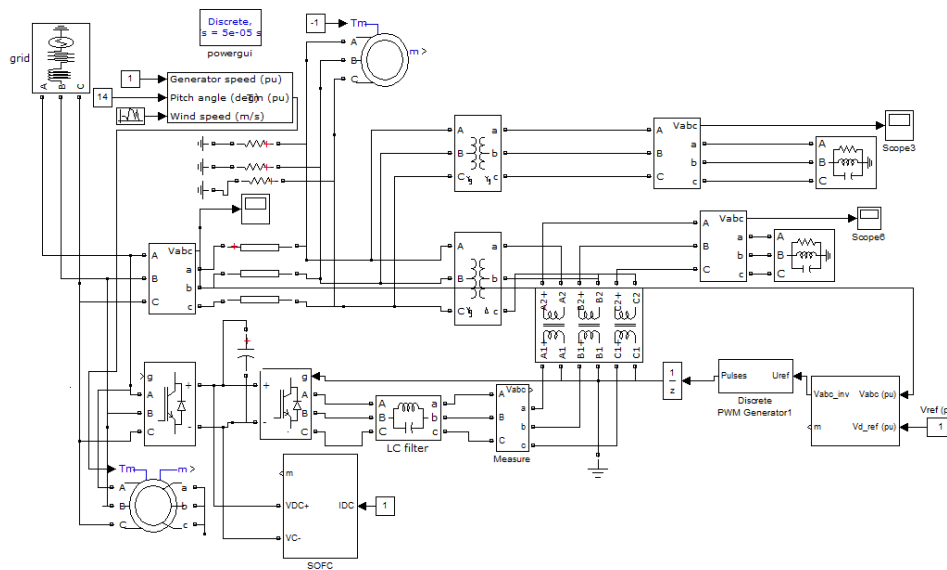 Discrete,
s = 5e-05 s
powergui
grid
A B C
-1
Tm
A
B
C
m >
1
Generator speed (pu)
14
Pitch angle (deg)
Tm (pu)
Wind speed (m/s)
A
B
C
a
b
c
Vabc
A
B
C
a
b
c
Scope3
A
B
C
Vabc
A
B
C
a
b
c
A
B
C
a
b
c
Vabc
A
B
C
a
b
c
Scope6
A
B
C
A2+
A2
B2+
B2
C2+
C2
A1+
A1
B1+
B1
C1+
C1
g
A
B
C
+
-
+
-
g
A
B
C
A
B
C
a
b
c
LC filter
Vabc
A
B
C
a
b
c
Measure
1
z
Pulses
Uref
Discrete
PWM Generator1
Vabc_inv
Vabc (pu)
m
Vd_ref (pu)
Vref (p
1
Tm
m >
A
B
C
a
b
c
m
VDC+
VC-
IDC
SOFC
1